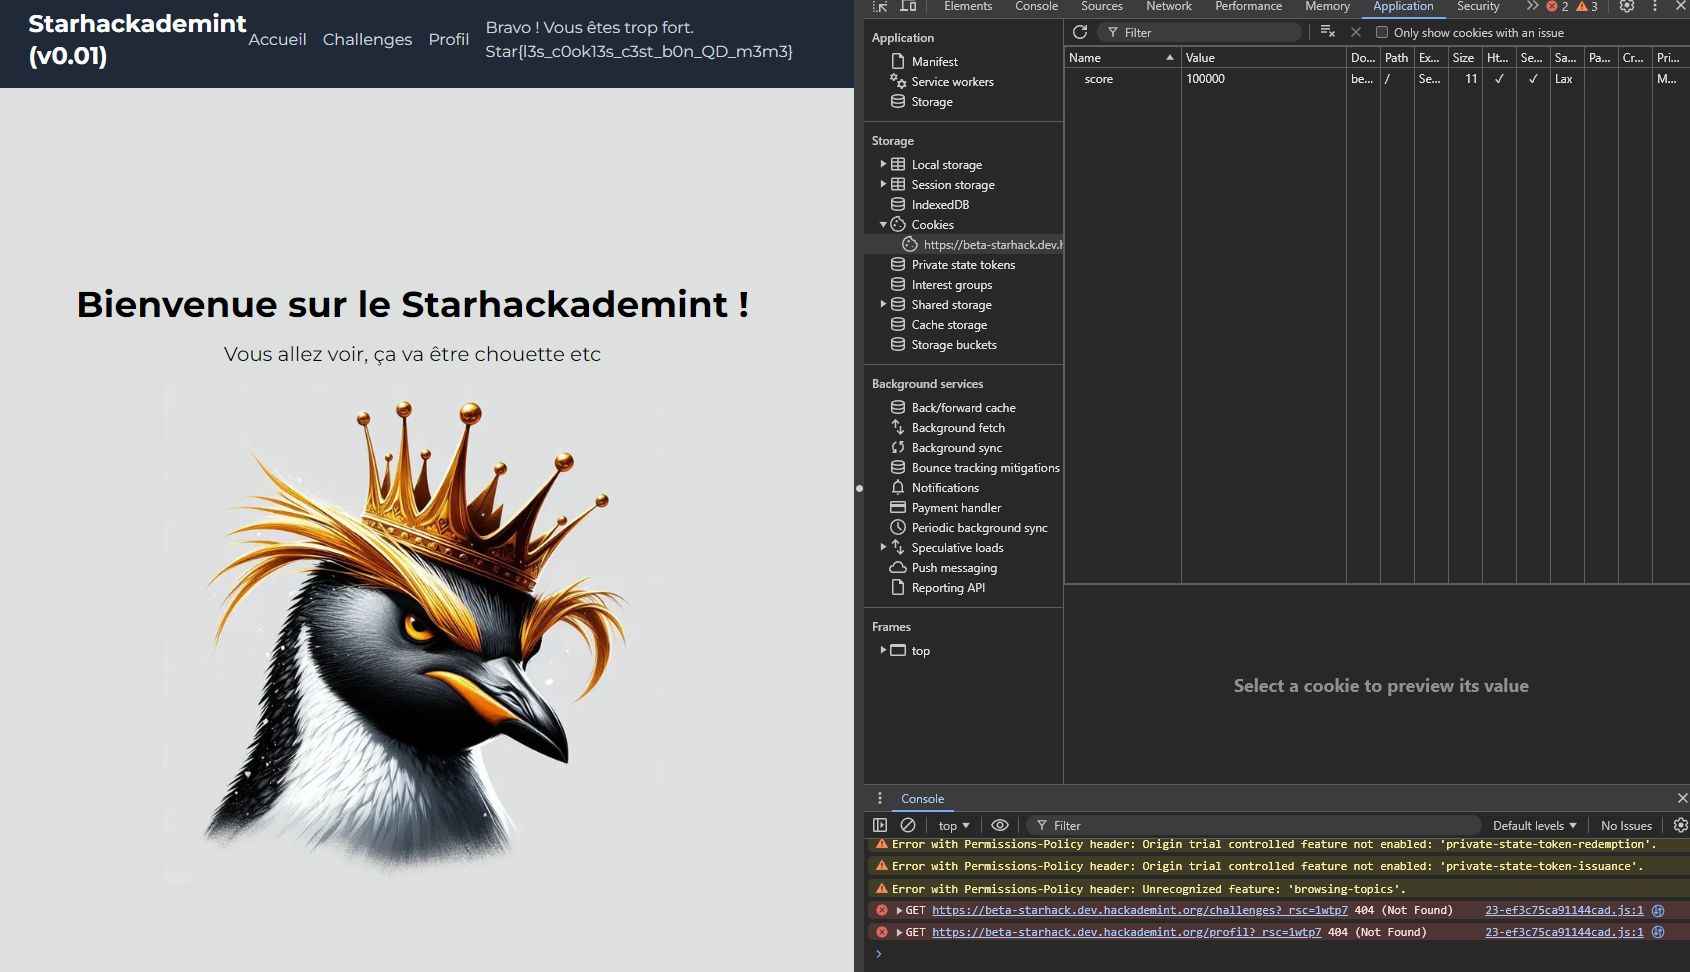 Starhackademint
(v0.01)
Accueil
Challenges
Profil
Bravo ! Vous êtes trop fort.
Star{l3s_c0ok13s_c3st_b0n_QD_m3m3}
Bienvenue sur le Starhackademint !
Vous allez voir, ça va être chouette etc
Elements Console Sources Network Performance Memory Application Security 2 3
Application
Manifest
Service workers
Storage
Storage
Local storage
Session storage
IndexedDB
Cookies
https://beta-starhack.dev.h
Private state tokens
Interest groups
Shared storage
Cache storage
Storage buckets
Background services
Back/forward cache
Background fetch
Background sync
Bounce tracking mitigations
Notifications
Payment handler
Periodic background sync
Speculative loads
Push messaging
Reporting API
Frames
top
Filter Only show cookies with an issue
Name Value Do... Path Ex... Size Ht... Se... Sa... Pa... Cr... Pri...
score 100000 be... / Se... 11 ✓ ✓ Lax M...
Select a cookie to preview its value
Console
top Filter Default levels No Issues
Error with Permissions-Policy header: Origin trial controlled feature not enabled: 'private-state-token-redemption'.
Error with Permissions-Policy header: Origin trial controlled feature not enabled: 'private-state-token-issuance'.
Error with Permissions-Policy header: Unrecognized feature: 'browsing-topics'.
GET https://beta-starhack.dev.hackademint.org/challenges?_rsc=1wtp7 404 (Not Found) 23-ef3c75ca91144cad.js:1
GET https://beta-starhack.dev.hackademint.org/profil?_rsc=1wtp7 404 (Not Found) 23-ef3c75ca91144cad.js:1